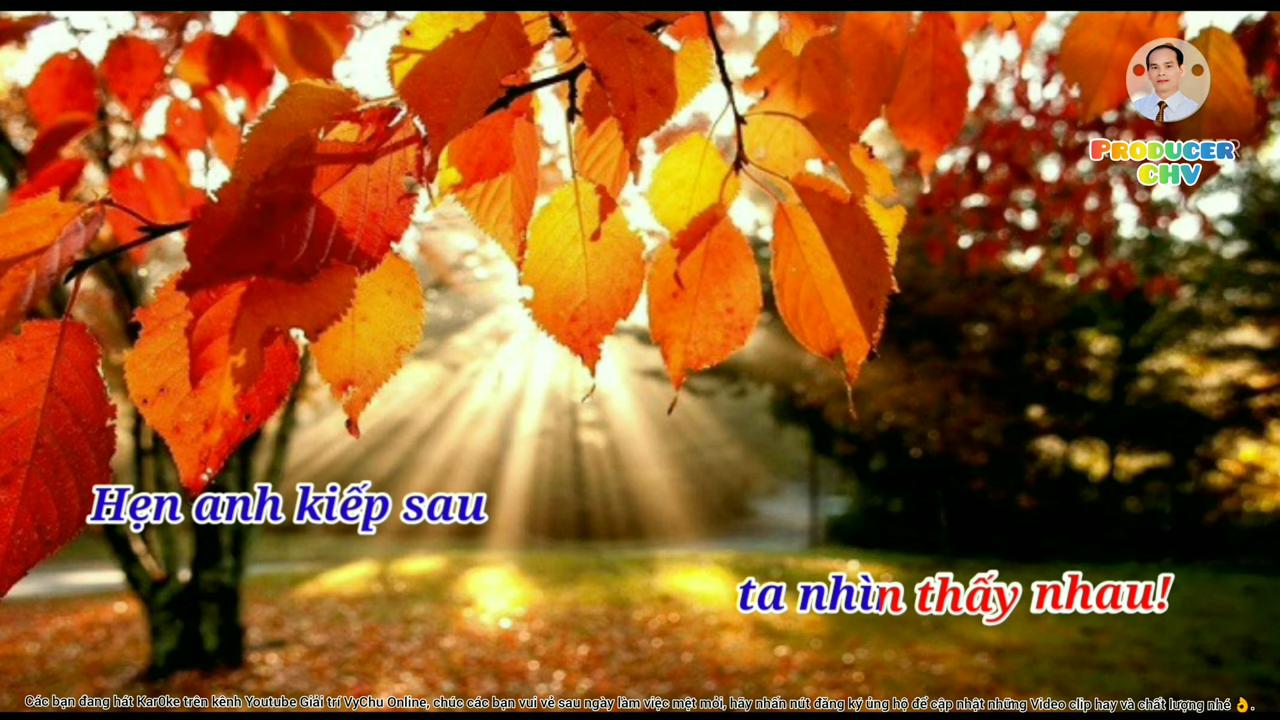 PRODUCER
CHV
Hẹn anh kiếp sau
ta nhìn thấy nhau!
Các bạn đang hát Kar0ke trên kênh Youtube Giải trí VyChu Online, chúc các bạn vui vẻ sau ngày làm việc mệt mỏi, hãy nhấn nút đăng ký ủng hộ để cập nhật những Video clip hay và chất lượng nhé 👌.